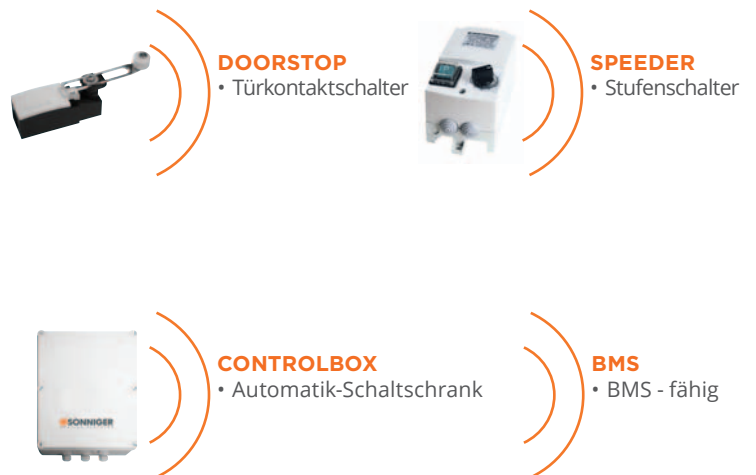 DOORSTOP
• Türkontaktschalter
SPEEDER
• Stufenschalter
CONTROLBOX
• Automatik-Schaltschrank
SONNIGER
BMS
• BMS - fähig